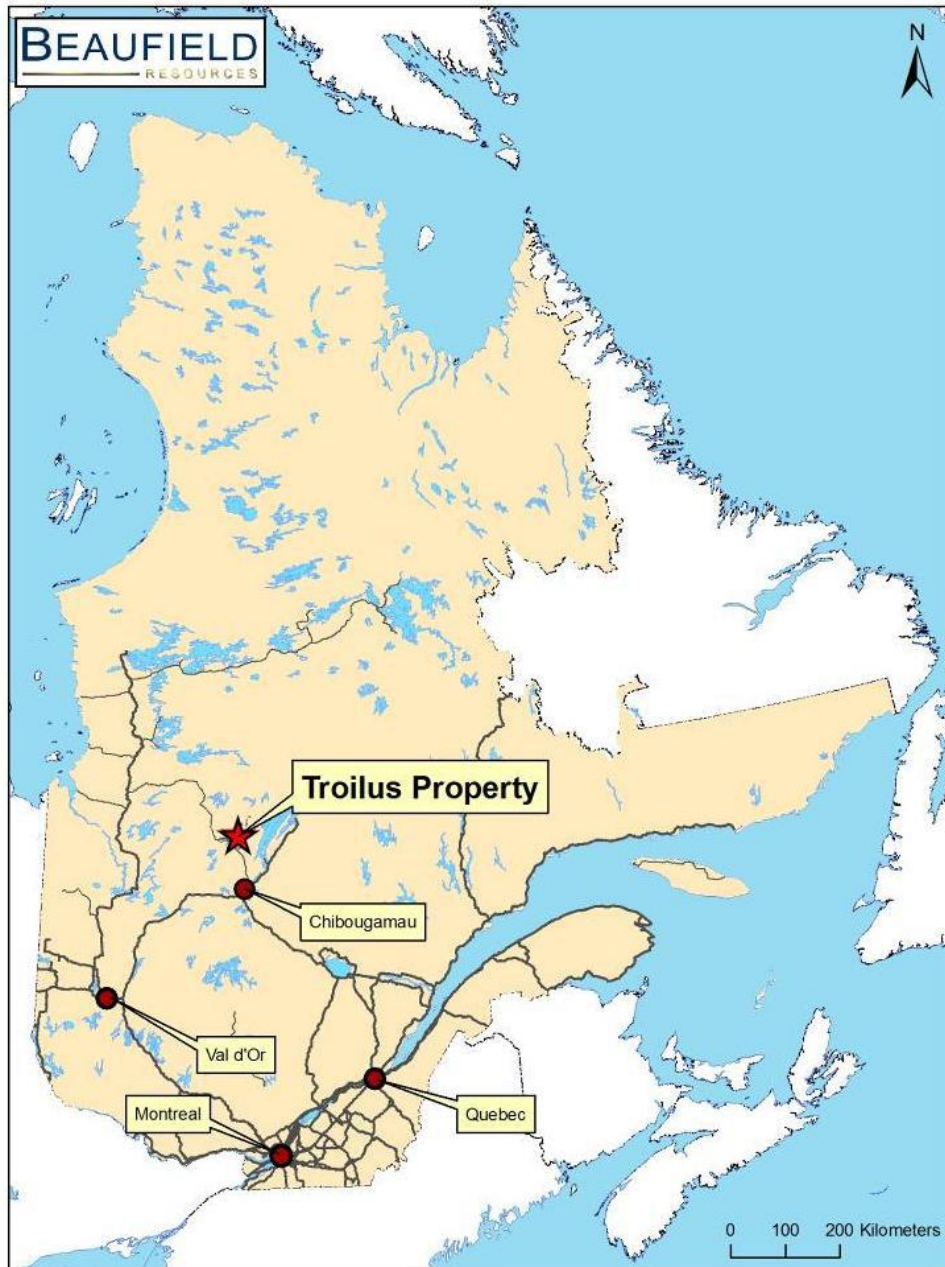 BEAUFIELD
RESOURCES
N
Troilus Property
Chibougamau
Val d'Or
Montreal
Quebec
0 100 200 Kilometers